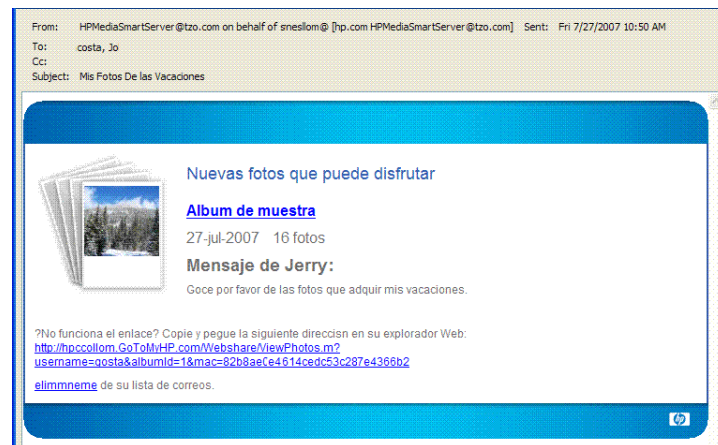 From: HPMediaSmartServer@tzo.com on behalf of snesllom@ [hp.com HPMediaSmartServer@tzo.com] Sent: Fri 7/27/2007 10:50 AM
To: costa, Jo
Cc:
Subject: Mis Fotos De las Vacaciones
Nuevas fotos que puede disfrutar
Album de muestra
27-jul-2007 16 fotos
Mensaje de Jerry:
Goce por favor de las fotos que adquir mis vacaciones.
?No funciona el enlace? Copie y pegue la siguiente direccisn en su explorador Web:
http://hpccollom.GoToMyHP.com/Webshare/ViewPhotos.m?
username=gosta&albumId=1&mac=82b8ae0e4614cedc53c287e4366b2
elimmneme de su lista de correos.
hp